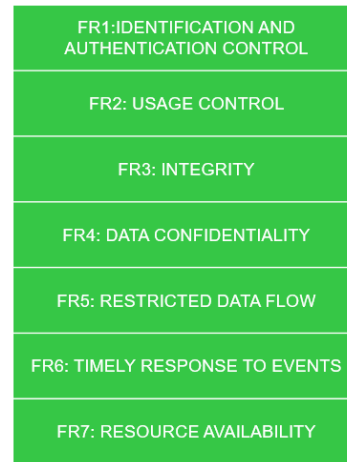 FR1:IDENTIFICATION AND
AUTHENTICATION CONTROL
FR2: USAGE CONTROL
FR3: INTEGRITY
FR4: DATA CONFIDENTIALITY
FR5: RESTRICTED DATA FLOW
FR6: TIMELY RESPONSE TO EVENTS
FR7: RESOURCE AVAILABILITY